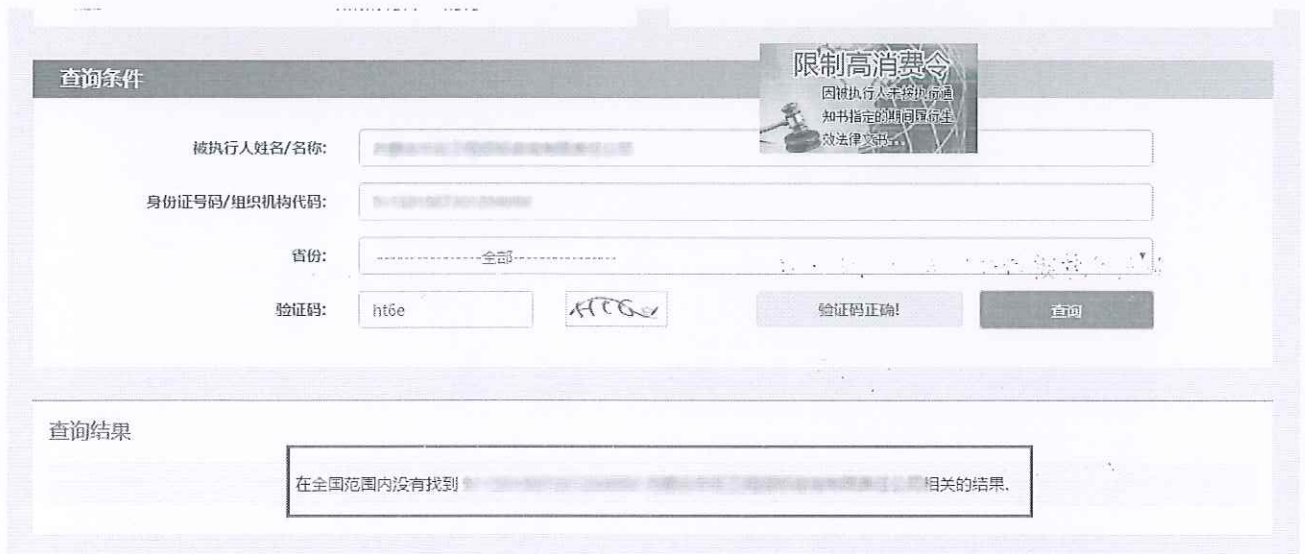 查询条件
限制高消费令
因被执行人未按执行通
知书指定的期间履行生
效法律文书...
被执行人姓名/名称:
身份证号码/组织机构代码:
省份:
------------------全部------------------
验证码:
ht6e
验证码正确!
查询
查询结果
在全国范围内没有找到
相关的结果.